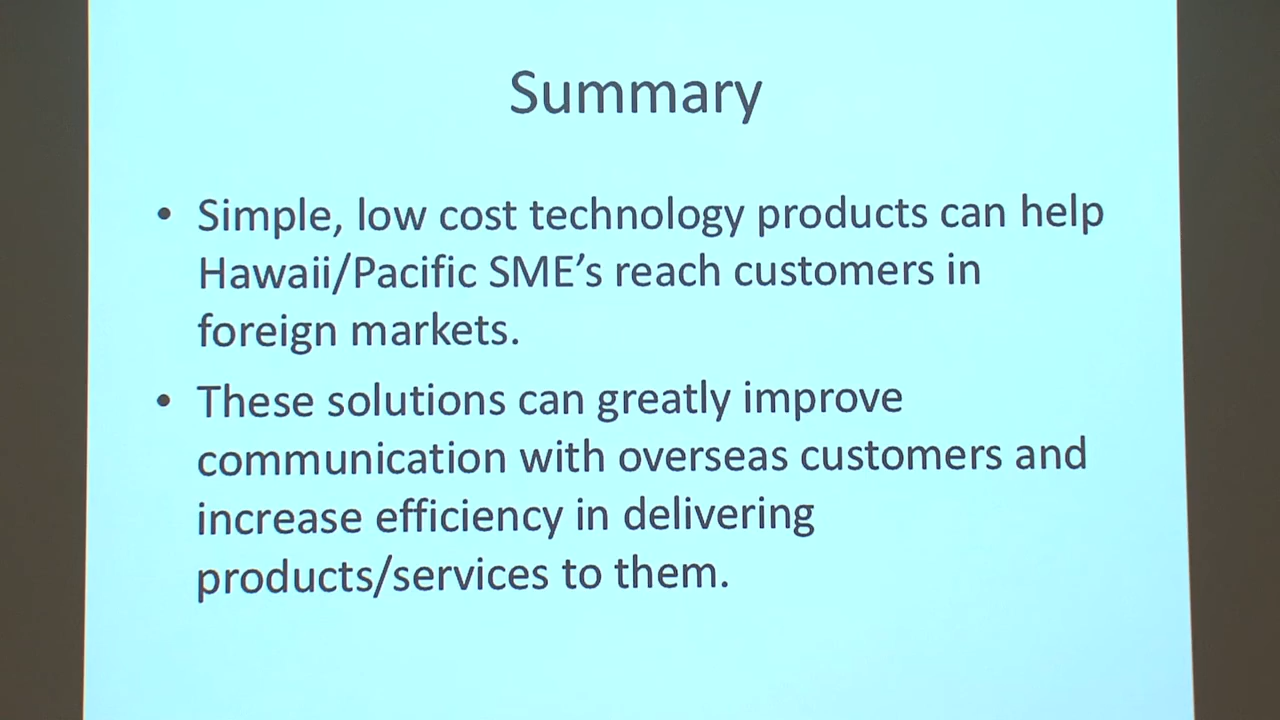 Summary
• Simple, low cost technology products can help
Hawaii/Pacific SME’s reach customers in
foreign markets.
• These solutions can greatly improve
communication with overseas customers and
increase efficiency in delivering
products/services to them.